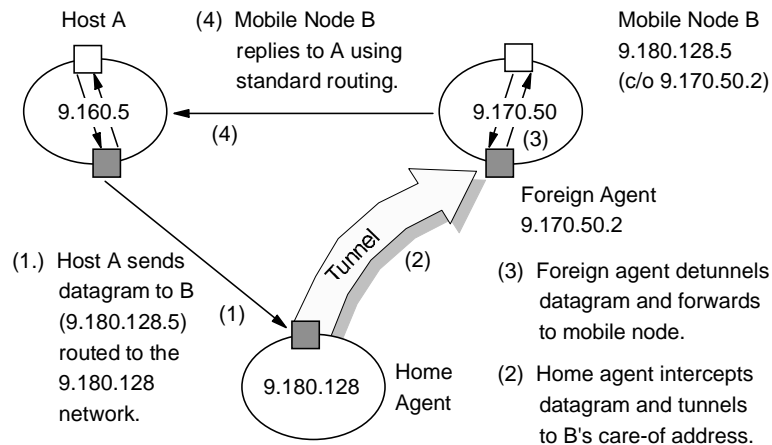 Host A
(4) Mobile Node B
replies to A using
standard routing.
Mobile Node B
9.180.128.5
(c/o 9.170.50.2)
9.160.5
(4)
9.170.50
(3)
Foreign Agent
9.170.50.2
Tunnel
(2)
(1.) Host A sends
datagram to B
(9.180.128.5)
routed to the
9.180.128
network.
(1)
9.180.128
Home
Agent
(3) Foreign agent detunnels
datagram and forwards
to mobile node.
(2) Home agent intercepts
datagram and tunnels
to B's care-of address.